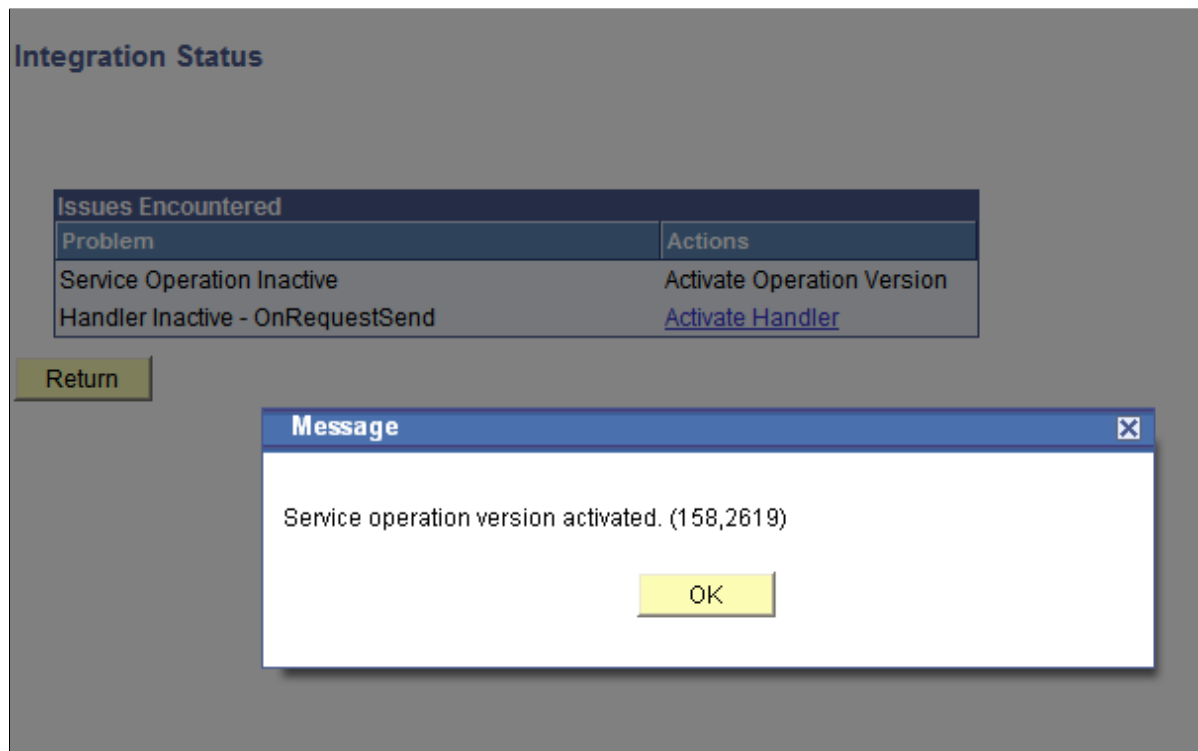 Integration Status
Issues Encountered
Problem Actions
Service Operation Inactive Activate Operation Version
Handler Inactive - OnRequestSend Activate Handler
Return
Message
Service operation version activated. (158,2619)
OK